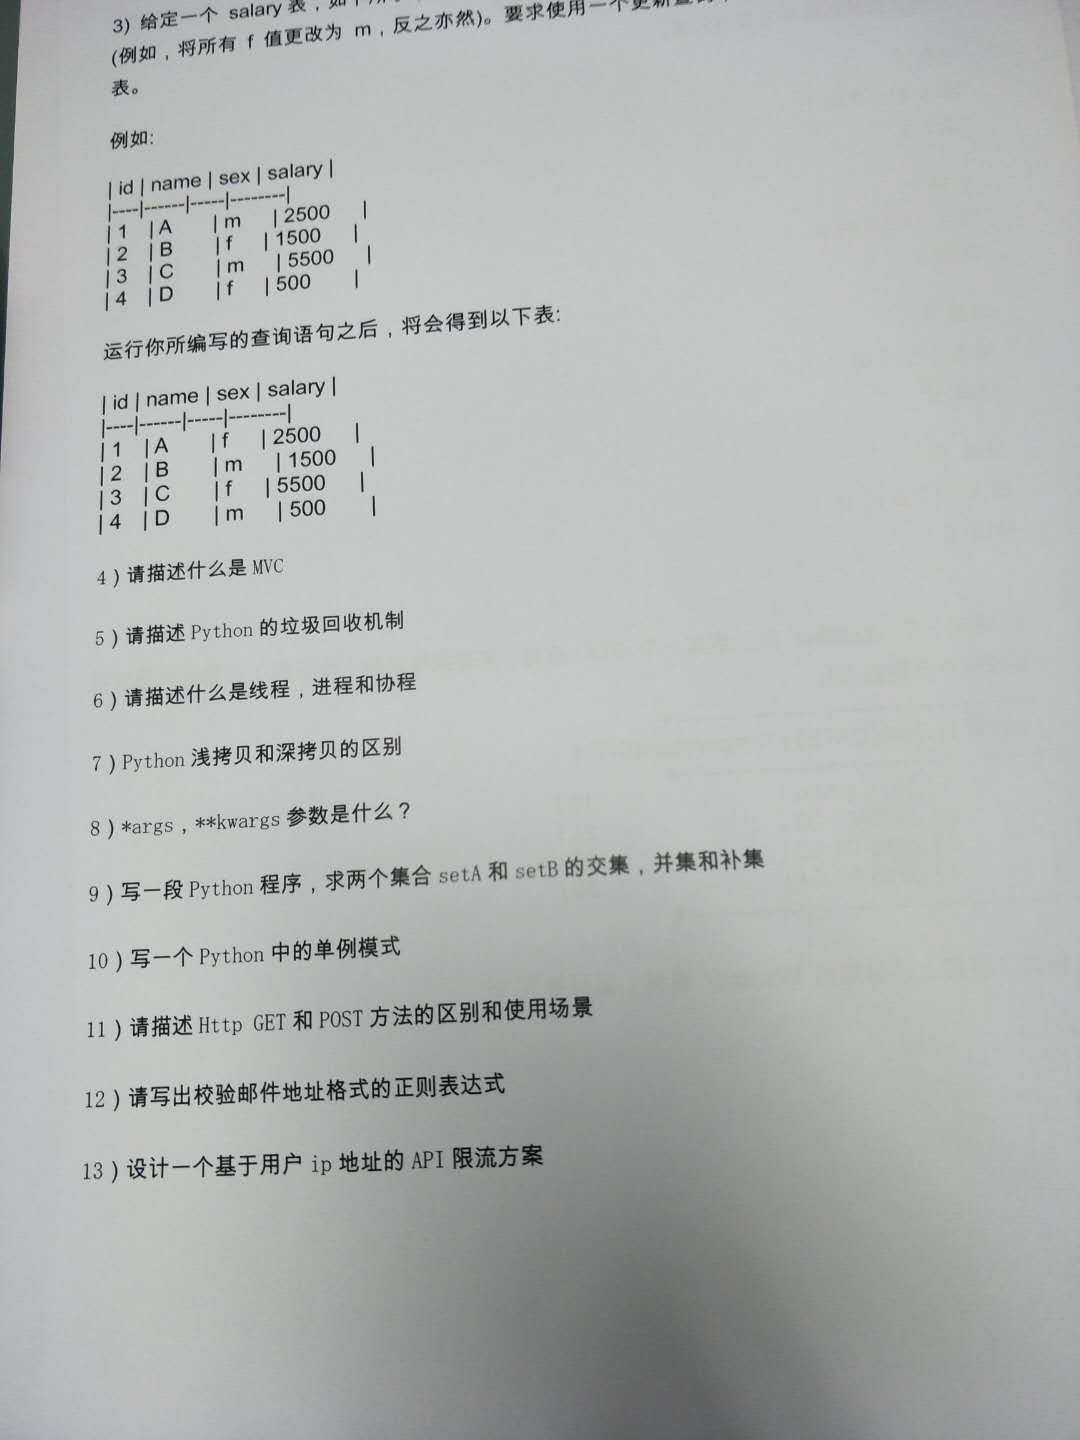 3) 给定一个 salary 表，如下所
(例如，将所有 f 值更改为 m，反之亦然)。要求使用一个更新查询
表。
例如:
| id | name | sex | salary |
|----|------|-----|--------|
| 1 | A | m | 2500 |
| 2 | B | f | 1500 |
| 3 | C | m | 5500 |
| 4 | D | f | 500 |
运行你所编写的查询语句之后，将会得到以下表:
| id | name | sex | salary |
|----|------|-----|--------|
| 1 | A | f | 2500 |
| 2 | B | m | 1500 |
| 3 | C | f | 5500 |
| 4 | D | m | 500 |
4）请描述什么是 MVC
5）请描述 Python 的垃圾回收机制
6）请描述什么是线程，进程和协程
7）Python 浅拷贝和深拷贝的区别
8）*args，**kwargs 参数是什么？
9）写一段 Python 程序，求两个集合 setA 和 setB 的交集，并集和补集
10）写一个 Python 中的单例模式
11）请描述 Http GET 和 POST 方法的区别和使用场景
12）请写出校验邮件地址格式的正则表达式
13）设计一个基于用户 ip 地址的 API 限流方案